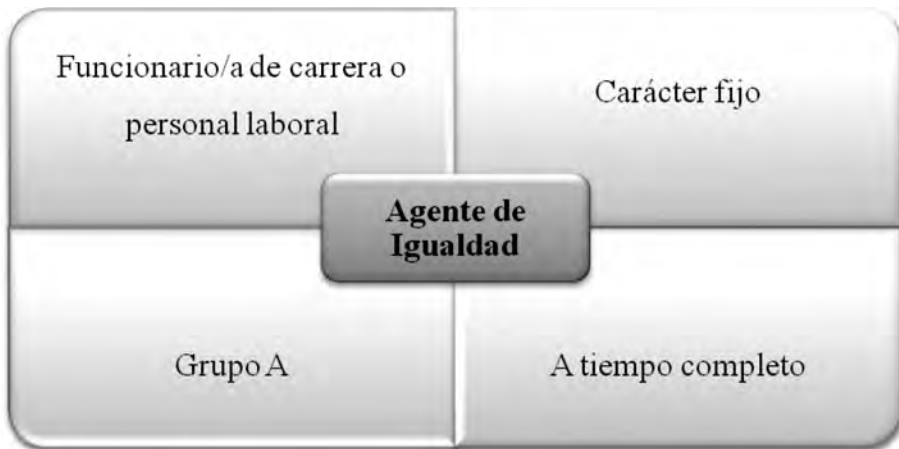 Funcionario/a de carrera o
personal laboral
Carácter fijo
Agente de
Igualdad
Grupo A
A tiempo completo